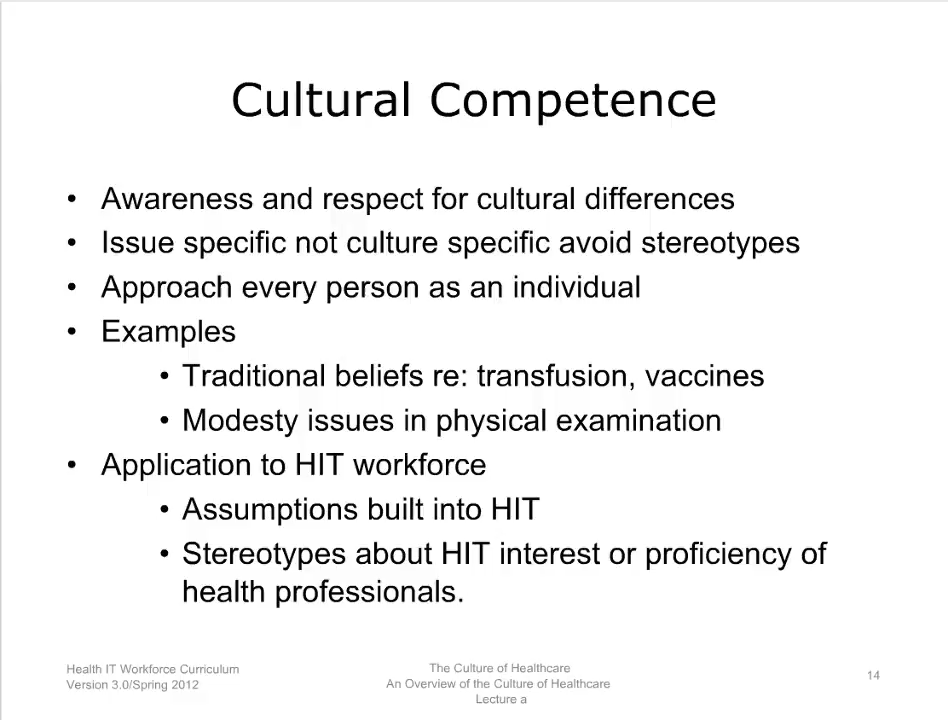 Cultural Competence
• Awareness and respect for cultural differences
• Issue specific not culture specific avoid stereotypes
• Approach every person as an individual
• Examples
• Traditional beliefs re: transfusion, vaccines
• Modesty issues in physical examination
• Application to HIT workforce
• Assumptions built into HIT
• Stereotypes about HIT interest or proficiency of
health professionals.
Health IT Workforce Curriculum
Version 3.0/Spring 2012
The Culture of Healthcare
An Overview of the Culture of Healthcare
Lecture a
14